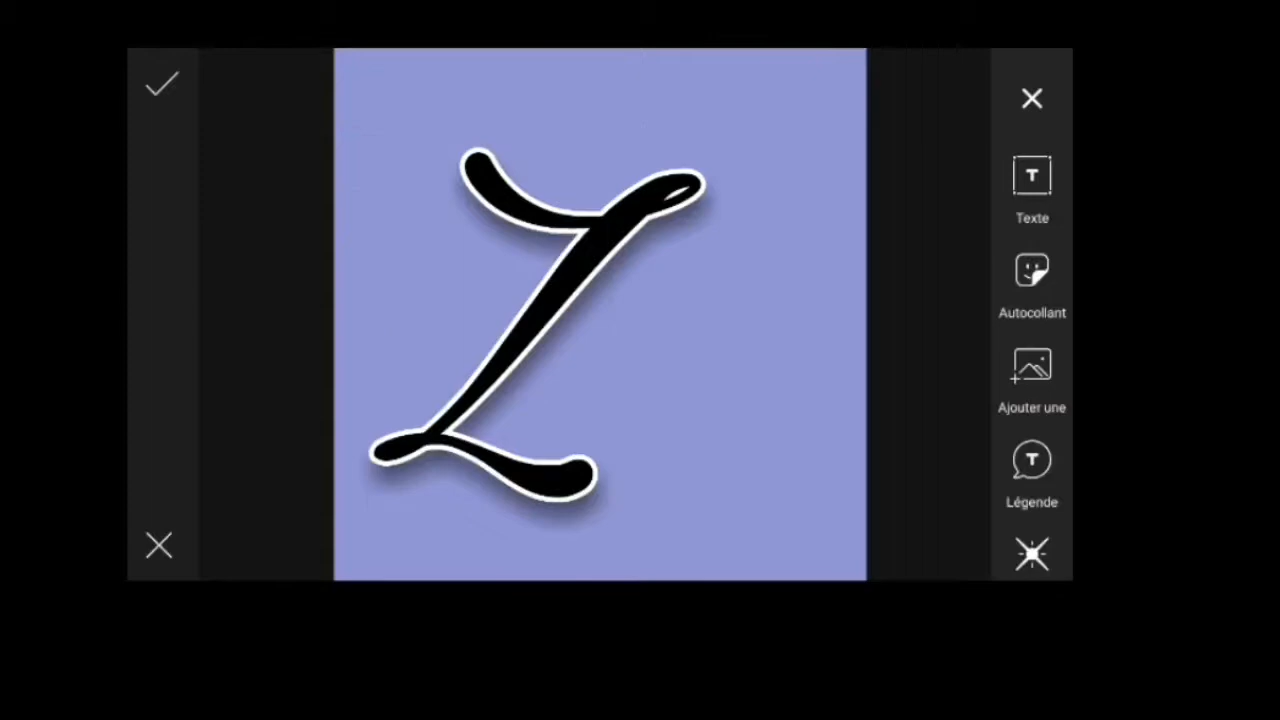 Z
T
Texte
Autocollant
Ajouter une
T
Légende